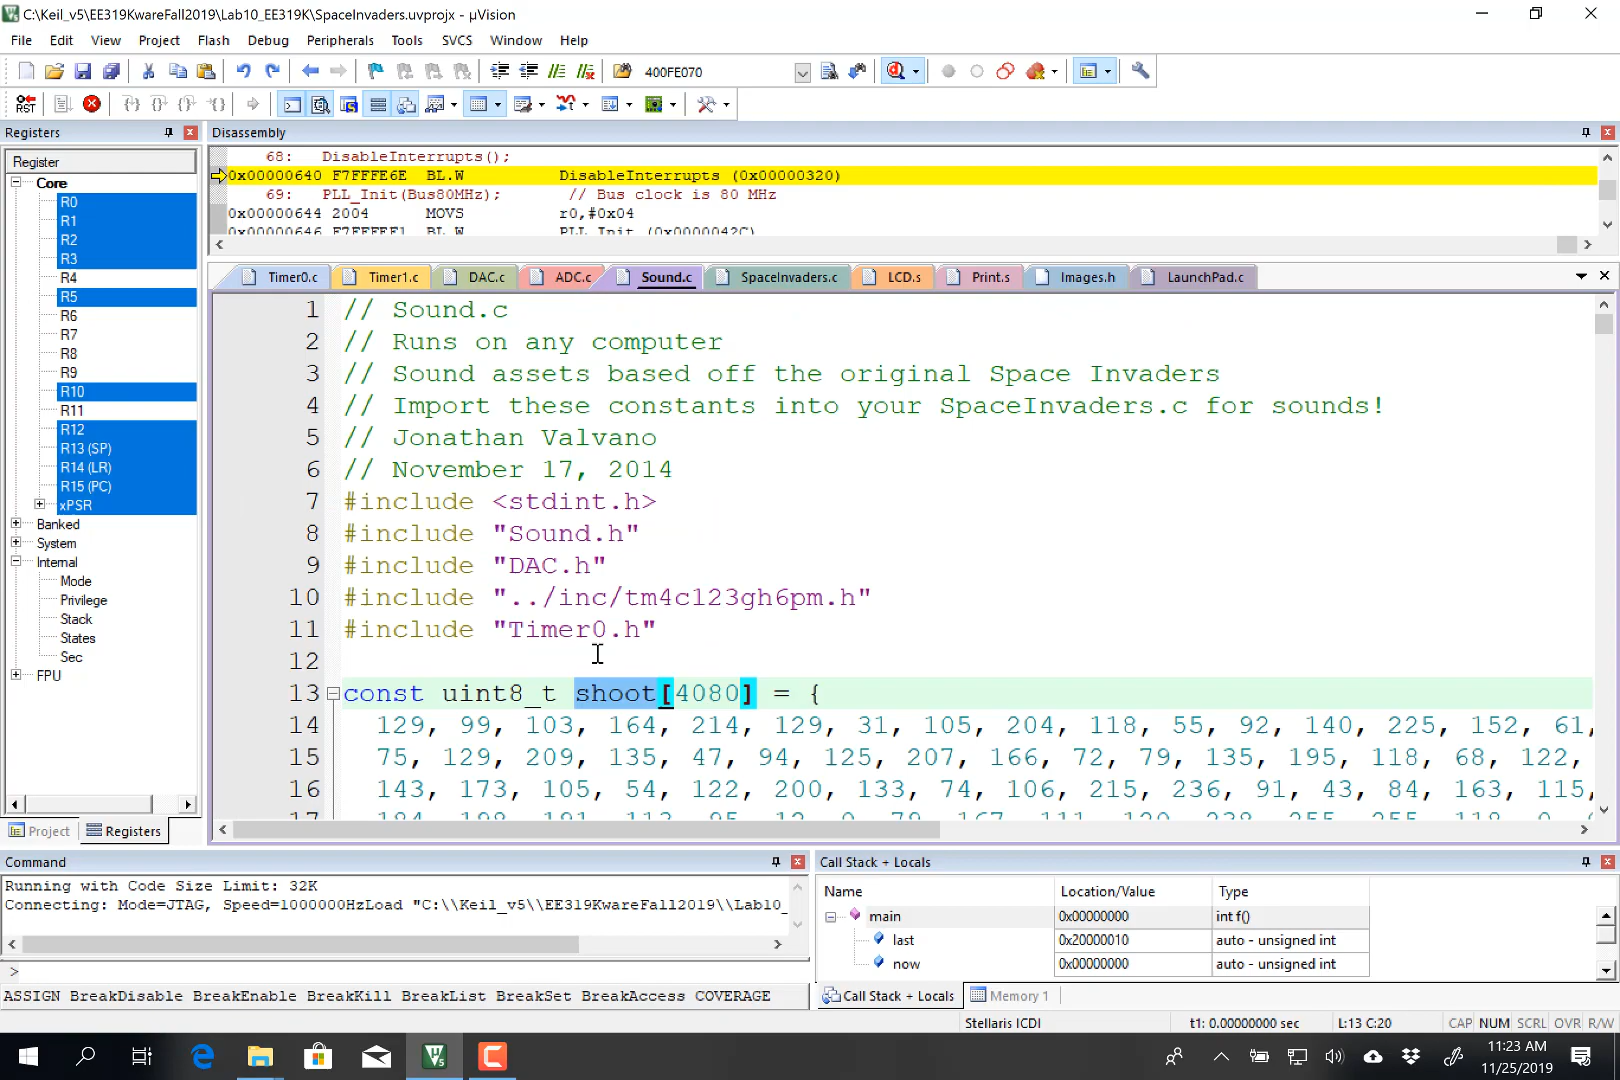 C:\Keil_v5\EE319KwareFall2019\Lab10_EE319K\SpaceInvaders.uvprojx - µVision
File Edit View Project Flash Debug Peripherals Tools SVCS Window Help
400FE070
RST
Registers
Register
Core
R0
R1
R2
R3
R4
R5
R6
R7
R8
R9
R10
R11
R12
R13 (SP)
R14 (LR)
R15 (PC)
xPSR
Banked
System
Internal
Mode
Privilege
Stack
States
Sec
FPU
Project Registers
Disassembly
68: DisableInterrupts();
0x00000640 F7FFFE6E BL.W DisableInterrupts (0x00000320)
69: PLL_Init(Bus80MHz); // Bus clock is 80 MHz
0x00000644 2004 MOVS r0,#0x04
0x00000646 F7FFFEF1 BL.W PLL_Init (0x0000042C)
Timer0.c Timer1.c DAC.c ADC.c Sound.c SpaceInvaders.c LCD.s Print.s Images.h LaunchPad.c
1 // Sound.c
2 // Runs on any computer
3 // Sound assets based off the original Space Invaders
4 // Import these constants into your SpaceInvaders.c for sounds!
5 // Jonathan Valvano
6 // November 17, 2014
7 #include <stdint.h>
8 #include "Sound.h"
9 #include "DAC.h"
10 #include "../inc/tm4c123gh6pm.h"
11 #include "Timer0.h"
12
13 const uint8_t shoot[4080] = {
14 129, 99, 103, 164, 214, 129, 31, 105, 204, 118, 55, 92, 140, 225, 152, 61,
15 75, 129, 209, 135, 47, 94, 125, 207, 166, 72, 79, 135, 195, 118, 68, 122,
16 143, 173, 105, 54, 122, 200, 133, 74, 106, 215, 236, 91, 43, 84, 163, 115,
17
Command
Running with Code Size Limit: 32K
Connecting: Mode=JTAG, Speed=1000000HzLoad "C:\\Keil_v5\\EE319KwareFall2019\\Lab10_
>
ASSIGN BreakDisable BreakEnable BreakKill BreakList BreakSet BreakAccess COVERAGE
Call Stack + Locals
Name Location/Value Type
main 0x00000000 int f()
last 0x20000010 auto - unsigned int
now 0x00000000 auto - unsigned int
Call Stack + Locals Memory 1
Stellaris ICDI t1: 0.00000000 sec L:13 C:20 CAP NUM SCRL OVR R/W
11:23 AM
11/25/2019